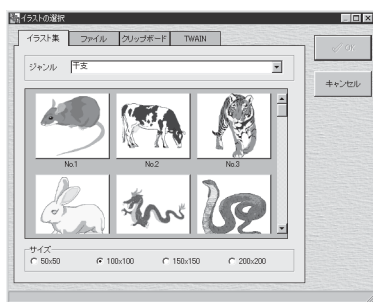 イラストの選択
イラスト集 ファイル クリップボード TWAIN
OK
ジャンル 干支
キャンセル
No.1 No.2 No.3
サイズ
50x50 100x100 150x150 200x200